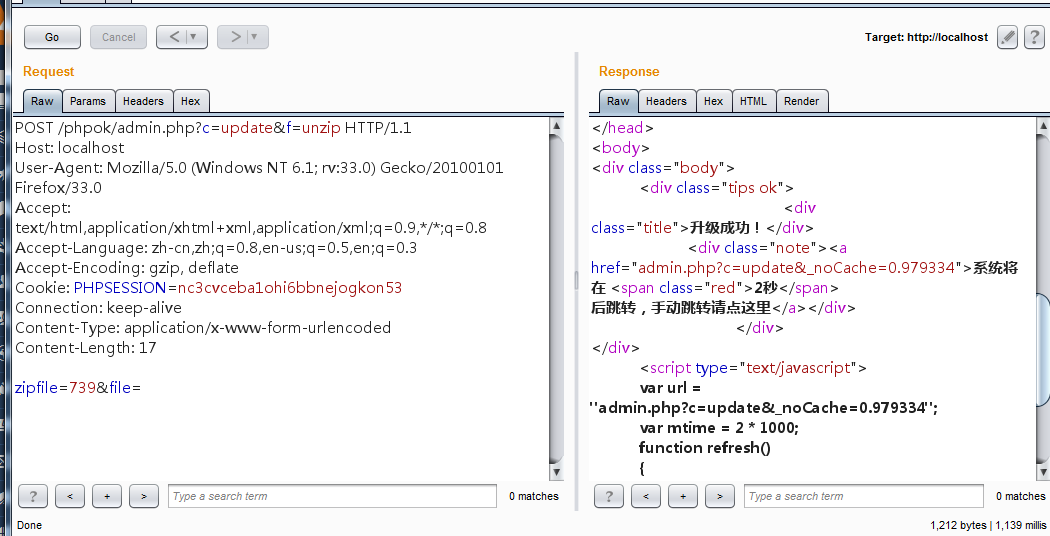 Go
Cancel
< | ▼
> | ▼
Target: http://localhost
?
Request
Raw
Params
Headers
Hex
POST /phpok/admin.php?c=update&f=unzip HTTP/1.1
Host: localhost
User-Agent: Mozilla/5.0 (Windows NT 6.1; rv:33.0) Gecko/20100101
Firefox/33.0
Accept:
text/html,application/xhtml+xml,application/xml;q=0.9,*/*;q=0.8
Accept-Language: zh-cn,zh;q=0.8,en-us;q=0.5,en;q=0.3
Accept-Encoding: gzip, deflate
Cookie: PHPSESSION=nc3cvceba1ohi6bbnejogkon53
Connection: keep-alive
Content-Type: application/x-www-form-urlencoded
Content-Length: 17
zipfile=739&file=
?
<
+
>
Type a search term
0 matches
Response
Raw
Headers
Hex
HTML
Render
</head>
<body>
<div class="body">
<div class="tips ok">
<div
class="title">升级成功！</div>
<div class="note"><a
href="admin.php?c=update&_noCache=0.979334">系统将
在 <span class="red">2秒</span>
后跳转，手动跳转请点这里</a></div>
</div>
</div>
<script type="text/javascript">
var url =
"admin.php?c=update&_noCache=0.979334";
var mtime = 2 * 1000;
function refresh()
{
?
<
+
>
Type a search term
0 matches
Done
1,212 bytes | 1,139 millis